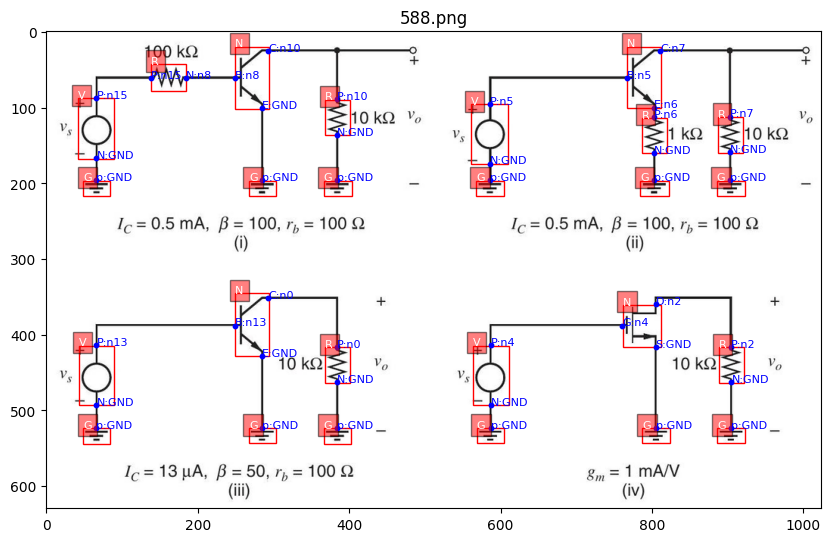 588.png
0
100
200
300
400
500
600
0
200
400
600
800
1000
100 kΩ
R
P:n15
N:n8
N
C:n10
B:n8
E:GND
V
P:n15
+
v_s
−
N:GND
R
P:n10
10 kΩ
N:GND
+
v_o
−
G
p:GND
G
p:GND
G
p:GND
I_C = 0.5 mA, β = 100, r_b = 100 Ω
(i)
N
C:n7
B:n5
E:n6
V
P:n5
+
v_s
−
N:GND
R
P:n6
1 kΩ
N:GND
R
P:n7
10 kΩ
N:GND
+
v_o
−
G
p:GND
G
p:GND
G
p:GND
I_C = 0.5 mA, β = 100, r_b = 100 Ω
(ii)
N
C:n0
B:n13
E:GND
V
P:n13
+
v_s
−
N:GND
R
P:n0
10 kΩ
N:GND
+
v_o
−
G
p:GND
G
p:GND
G
p:GND
I_C = 13 μA, β = 50, r_b = 100 Ω
(iii)
N
D:n2
G:n4
S:GND
V
P:n4
+
v_s
−
N:GND
R
P:n2
10 kΩ
N:GND
+
v_o
−
G
p:GND
G
p:GND
G
p:GND
g_m = 1 mA/V
(iv)